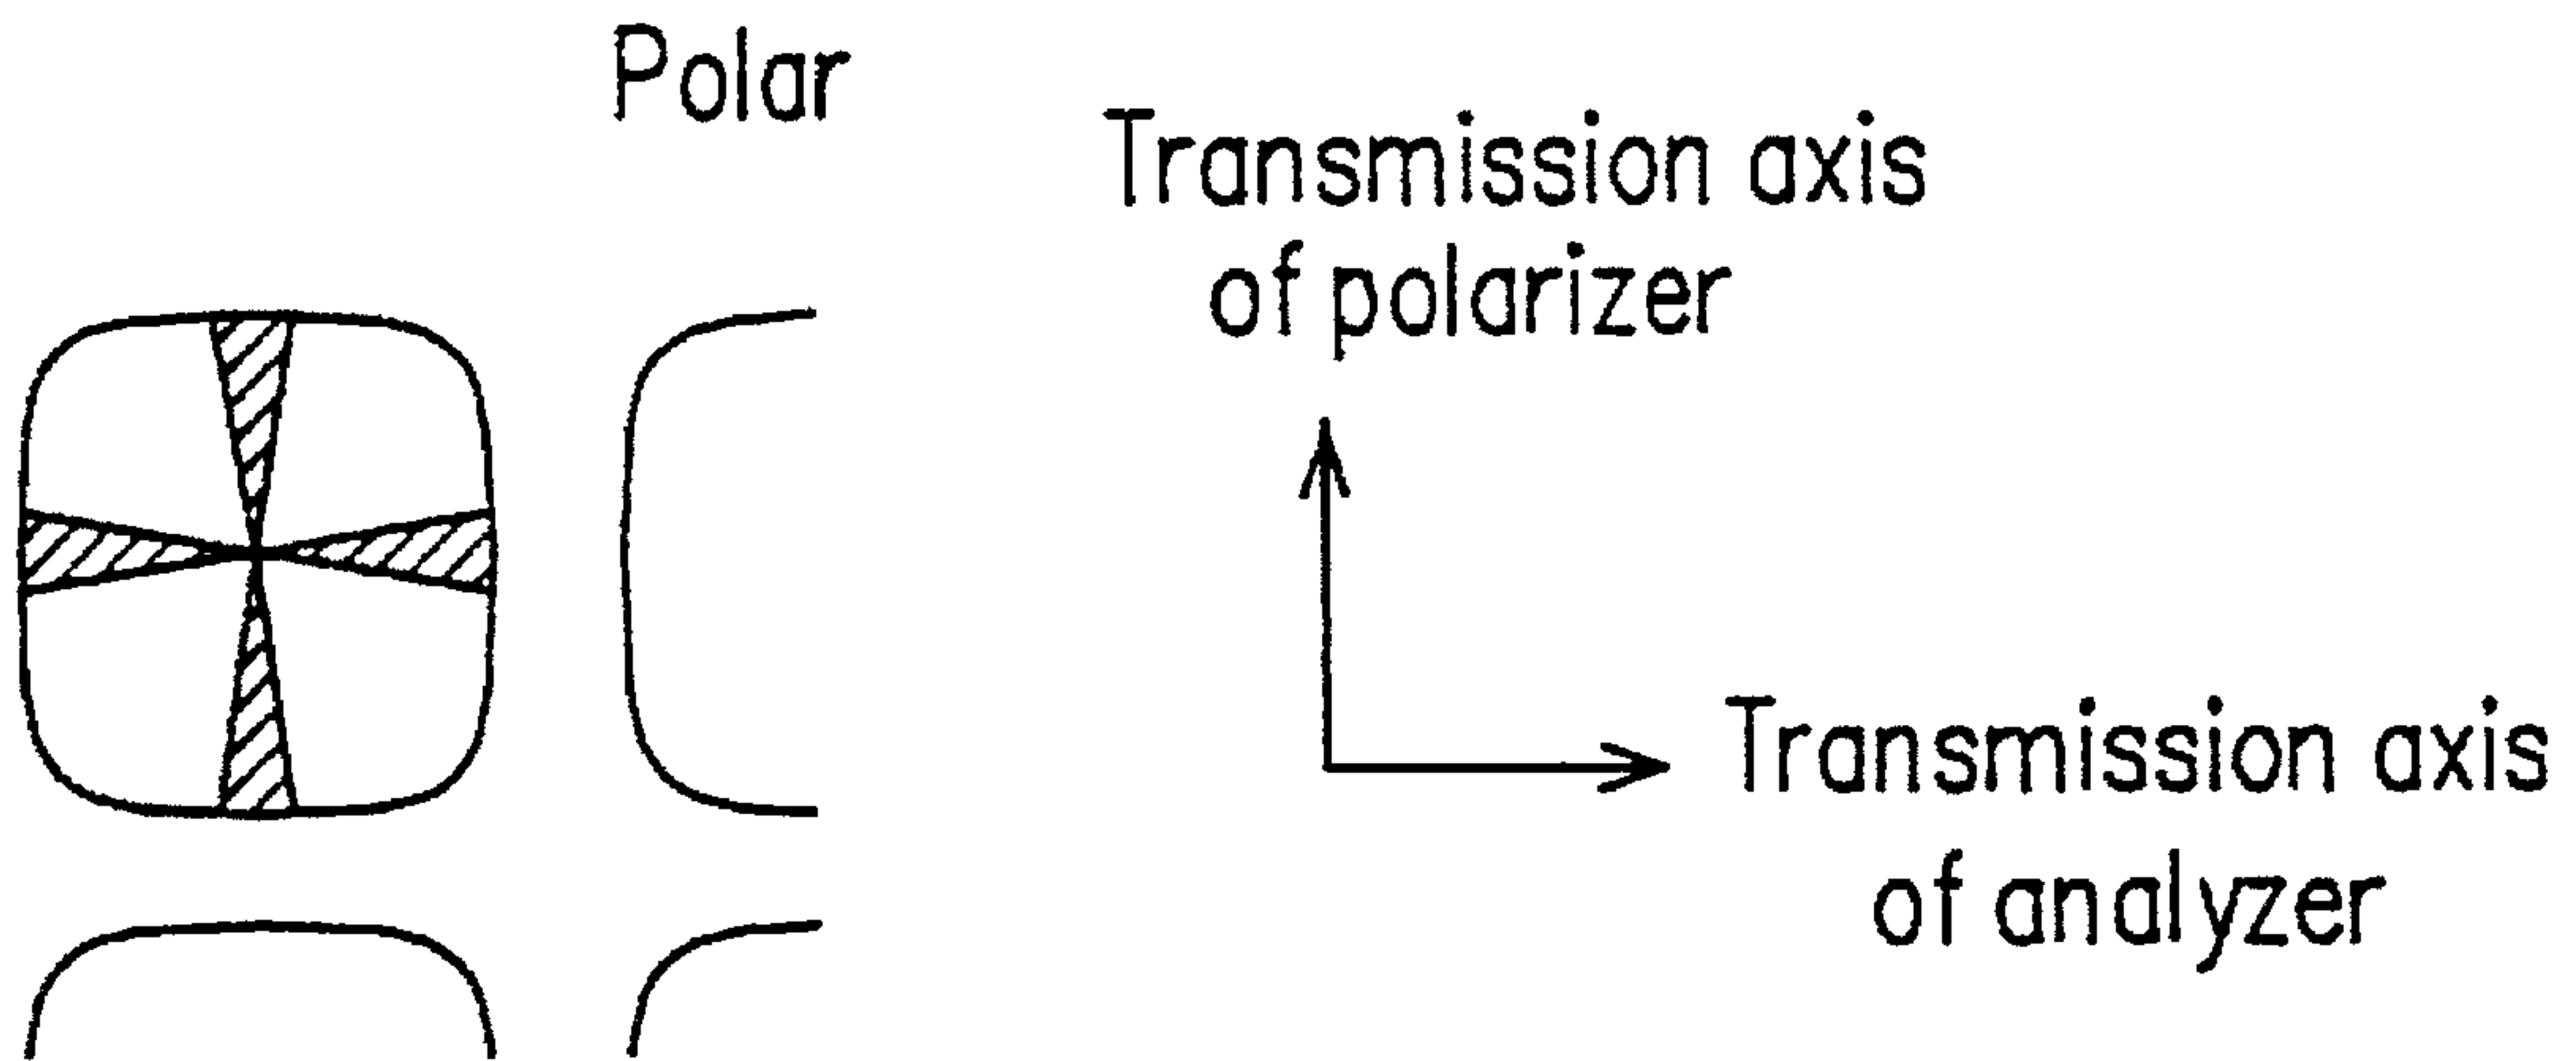 Polar
Transmission axis
of polarizer
Transmission axis
of analyzer